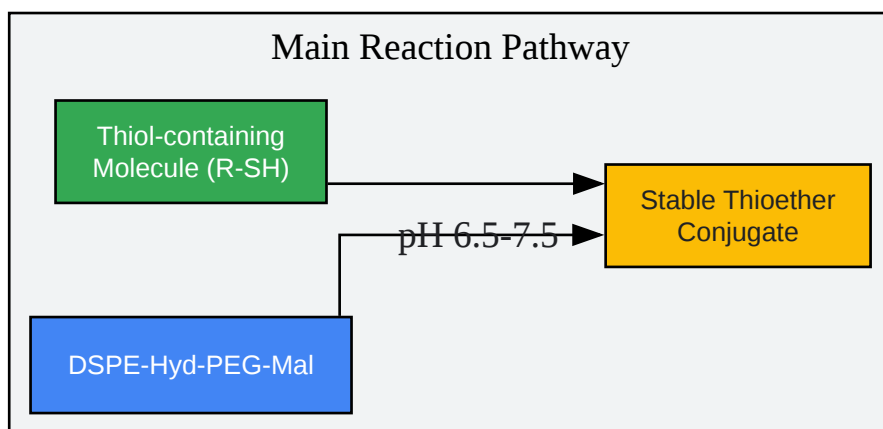 Main Reaction Pathway
Thiol-containing
Molecule (R-SH)
Stable Thioether
Conjugate
pH 6.5-7.5
DSPE-Hyd-PEG-Mal